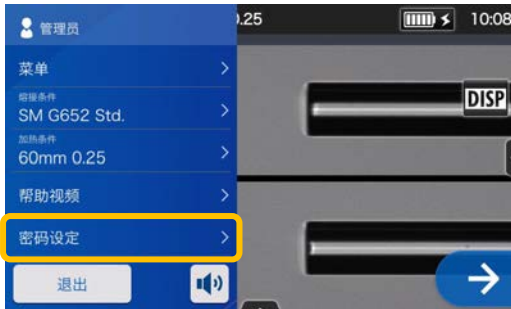 管理员
.25
10:08
菜单
熔接条件
SM G652 Std.
DISP
加热条件
60mm 0.25
帮助视频
密码设定
退出